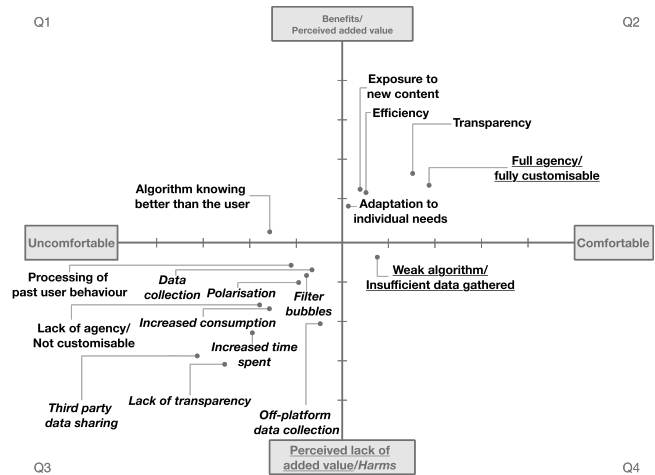 Q1
Benefits/
Perceived added value
Q2
Exposure to
new content
Efficiency
Transparency
Full agency/
fully customisable
Algorithm knowing
better than the user
Adaptation to
individual needs
Uncomfortable
Comfortable
Processing of
past user behaviour
Data
collection
Polarisation
Filter
bubbles
Weak algorithm/
Insufficient data gathered
Lack of agency/
Not customisable
Increased consumption
Increased time
spent
Third party
data sharing
Lack of transparency
Off-platform
data collection
Q3
Perceived lack of
added value/Harms
Q4